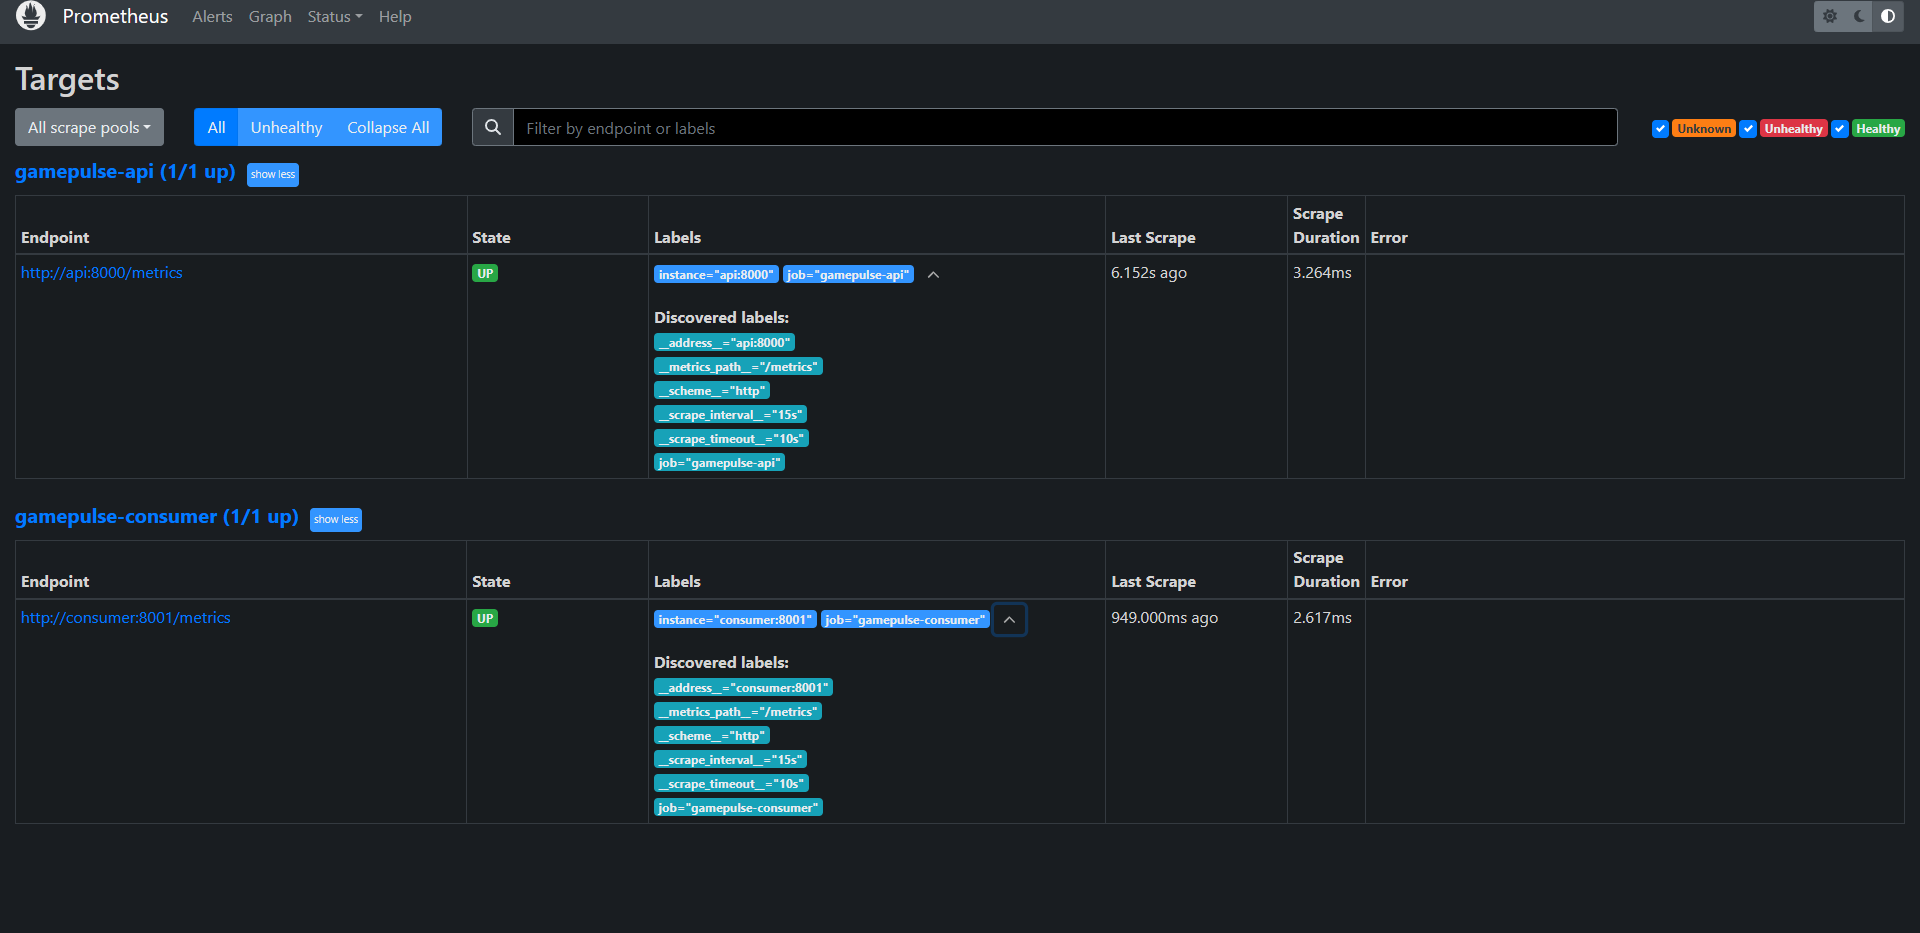 Prometheus Alerts Graph Status Help
Targets
All scrape pools All Unhealthy Collapse All Filter by endpoint or labels Unknown Unhealthy Healthy
gamepulse-api (1/1 up) show less
Endpoint State Labels Last Scrape Scrape Duration Error
http://api:8000/metrics UP instance="api:8000" job="gamepulse-api" 6.152s ago 3.264ms
Discovered labels:
__address__="api:8000"
__metrics_path__="/metrics"
__scheme__="http"
__scrape_interval__="15s"
__scrape_timeout__="10s"
job="gamepulse-api"
gamepulse-consumer (1/1 up) show less
Endpoint State Labels Last Scrape Scrape Duration Error
http://consumer:8001/metrics UP instance="consumer:8001" job="gamepulse-consumer" 949.000ms ago 2.617ms
Discovered labels:
__address__="consumer:8001"
__metrics_path__="/metrics"
__scheme__="http"
__scrape_interval__="15s"
__scrape_timeout__="10s"
job="gamepulse-consumer"